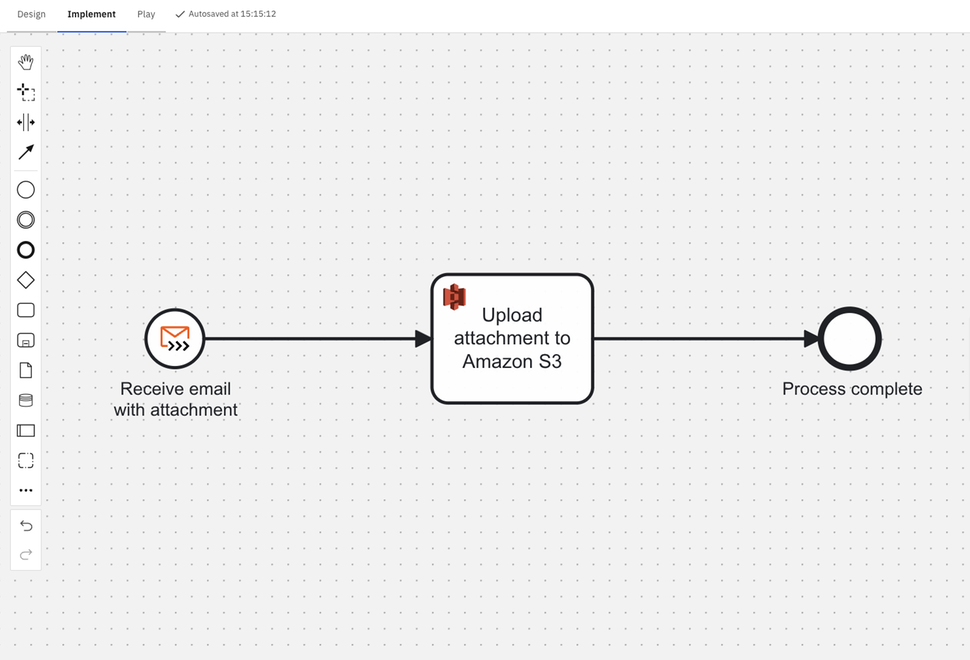 Design Implement Play Autosaved at 15:15:12
Upload
attachment to
Amazon S3
Receive email
with attachment
Process complete